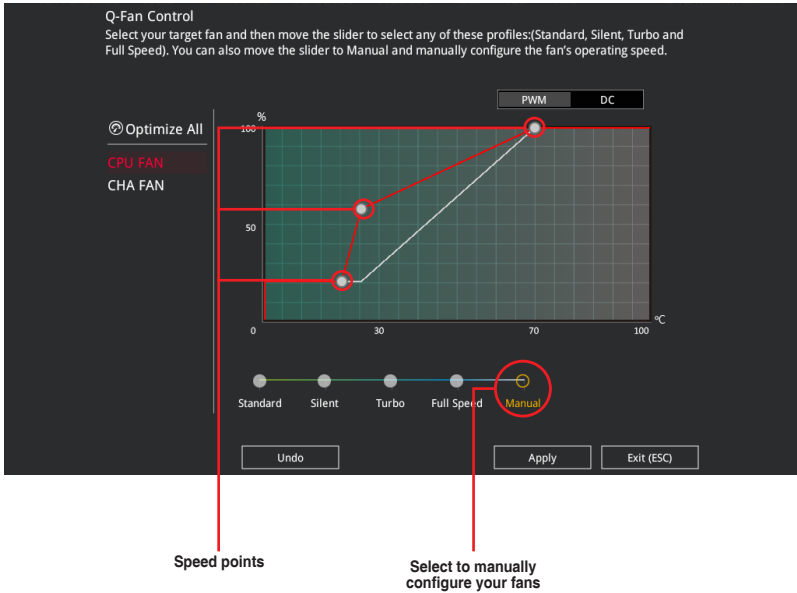 Q-Fan Control
Select your target fan and then move the slider to select any of these profiles:(Standard, Silent, Turbo and
Full Speed). You can also move the slider to Manual and manually configure the fan's operating speed.
PWM DC
Optimize All
CPU FAN
CHA FAN
%
100
50
0 30 70 100
ºC
Standard Silent Turbo Full Speed Manual
Undo Apply Exit (ESC)
Speed points
Select to manually
configure your fans